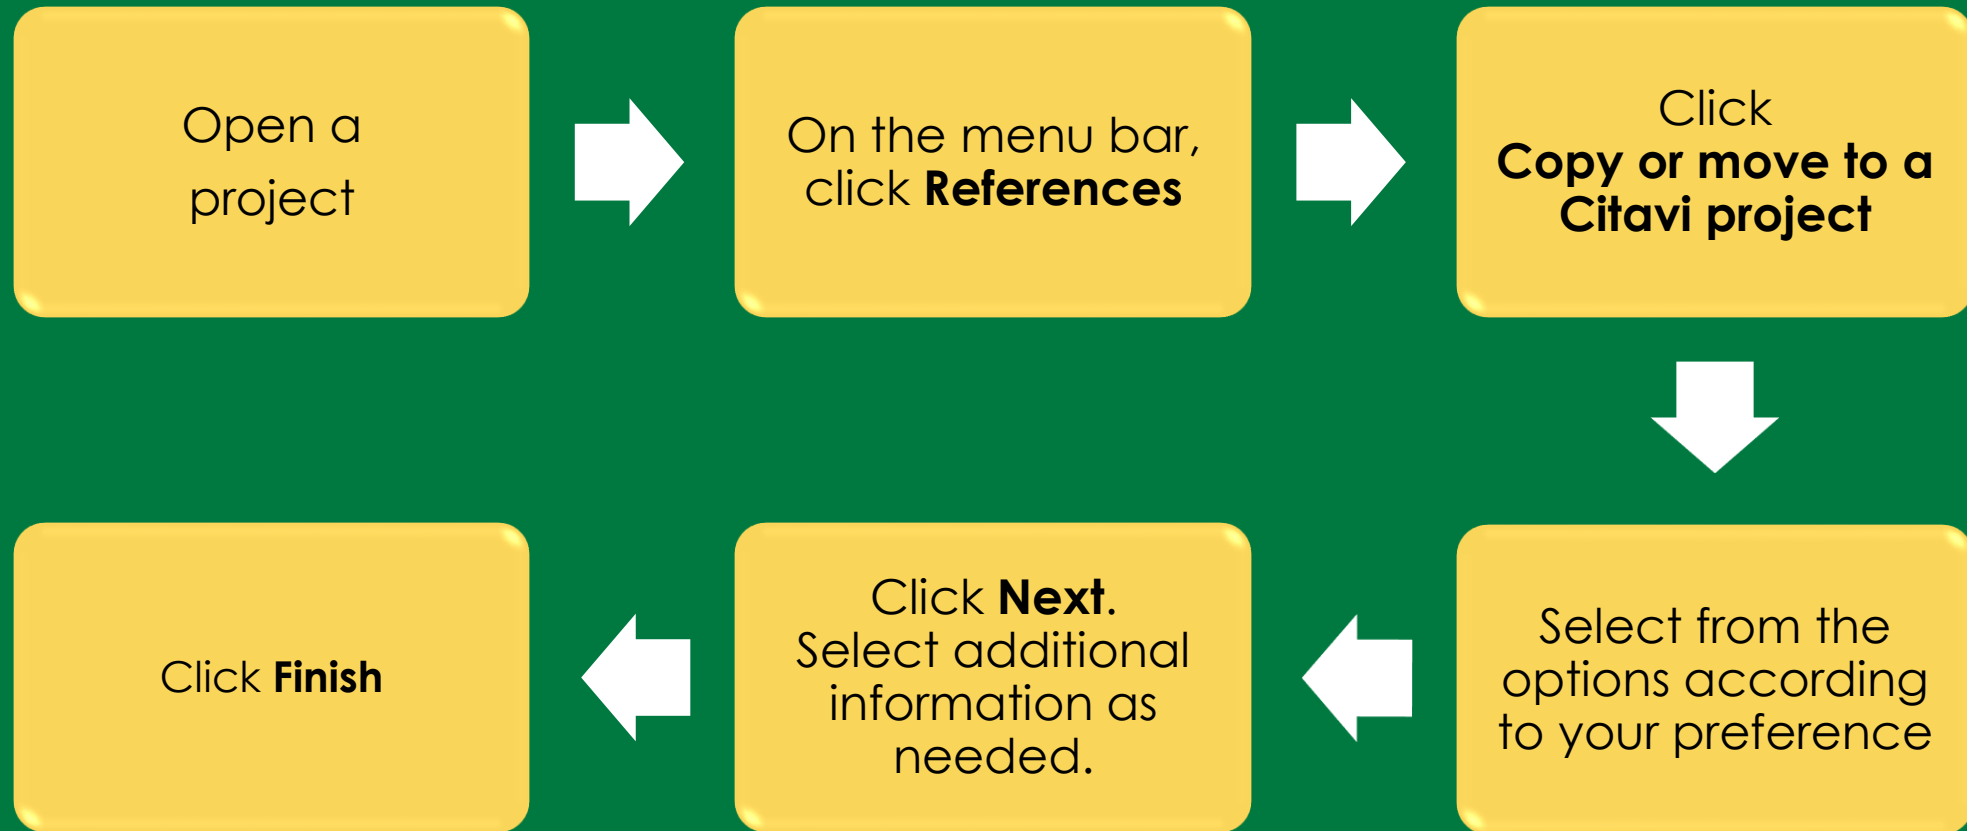 Open a
project
On the menu bar,
click References
Click
Copy or move to a
Citavi project
Select from the
options according
to your preference
Click Next.
Select additional
information as
needed.
Click Finish